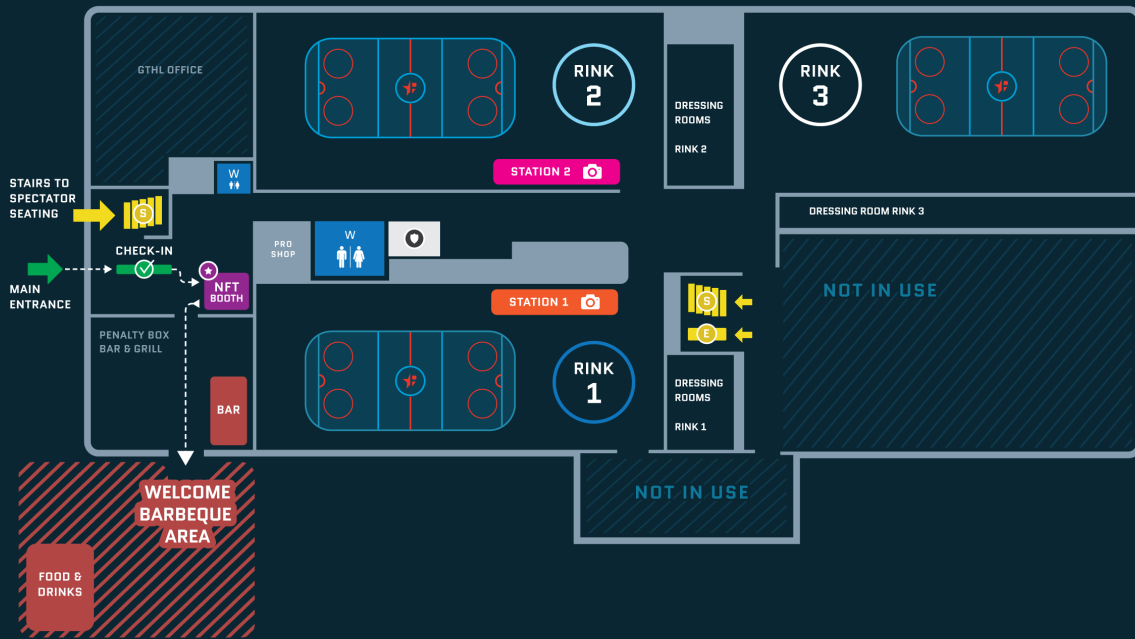 GTHL OFFICE
RINK
2
DRESSING
ROOMS
RINK 2
RINK
3
STATION 2
W
STAIRS TO
SPECTATOR
SEATING
S
DRESSING ROOM RINK 3
CHECK-IN
PRO
SHOP
W
MAIN
ENTRANCE
NFT
BOOTH
STATION 1
S
E
NOT IN USE
PENALTY BOX
BAR & GRILL
BAR
RINK
1
DRESSING
ROOMS
RINK 1
WELCOME
BARBEQUE
AREA
NOT IN USE
FOOD &
DRINKS